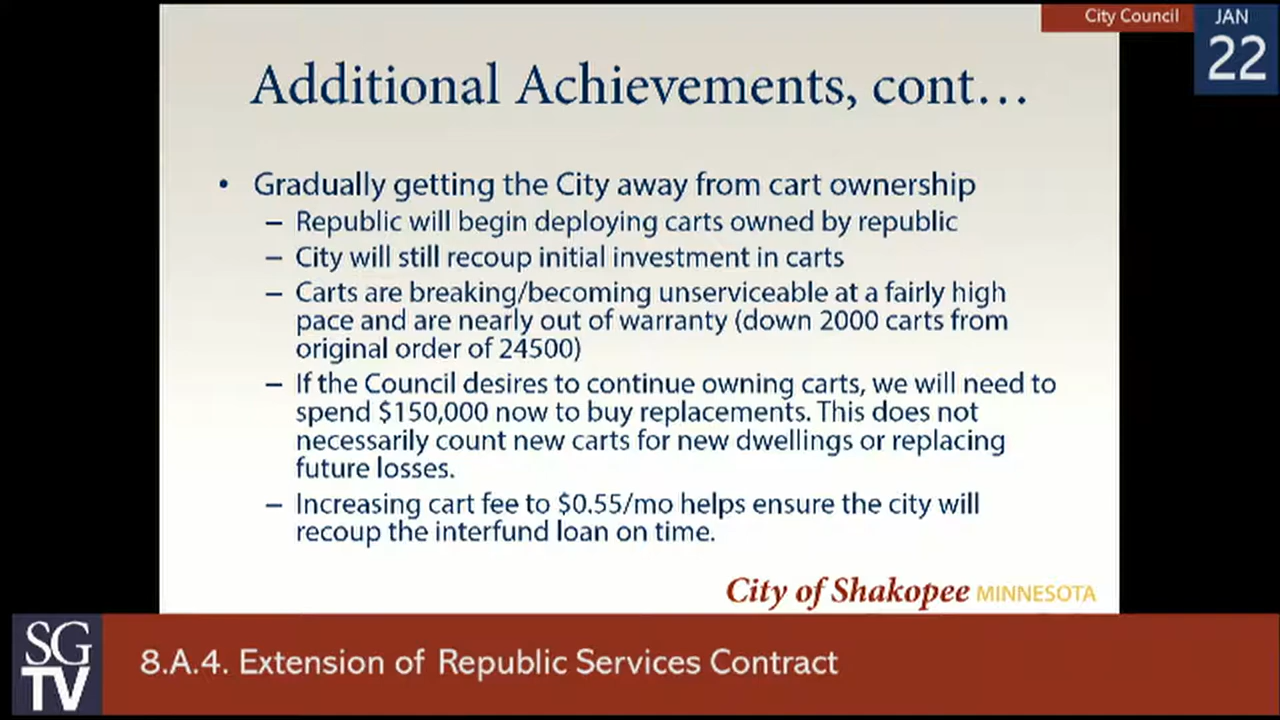 City Council
JAN
22
Additional Achievements, cont…
• Gradually getting the City away from cart ownership
– Republic will begin deploying carts owned by republic
– City will still recoup initial investment in carts
– Carts are breaking/becoming unserviceable at a fairly high
pace and are nearly out of warranty (down 2000 carts from
original order of 24500)
– If the Council desires to continue owning carts, we will need to
spend $150,000 now to buy replacements. This does not
necessarily count new carts for new dwellings or replacing
future losses.
– Increasing cart fee to $0.55/mo helps ensure the city will
recoup the interfund loan on time.
City of Shakopee MINNESOTA
SG
TV
8.A.4. Extension of Republic Services Contract